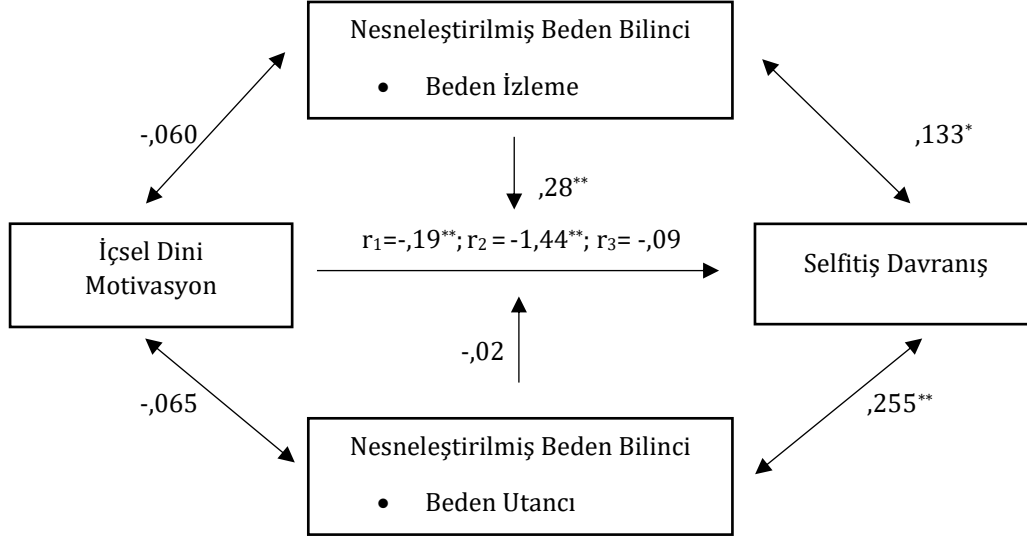 Nesneleştirilmiş Beden Bilinci
• Beden İzleme
-,060
,133*
,28**
r₁=-,19**; r₂ = -1,44**; r₃= -,09
İçsel Dini
Motivasyon
Selfitiş Davranış
-,02
-,065
,255**
Nesneleştirilmiş Beden Bilinci
• Beden Utancı